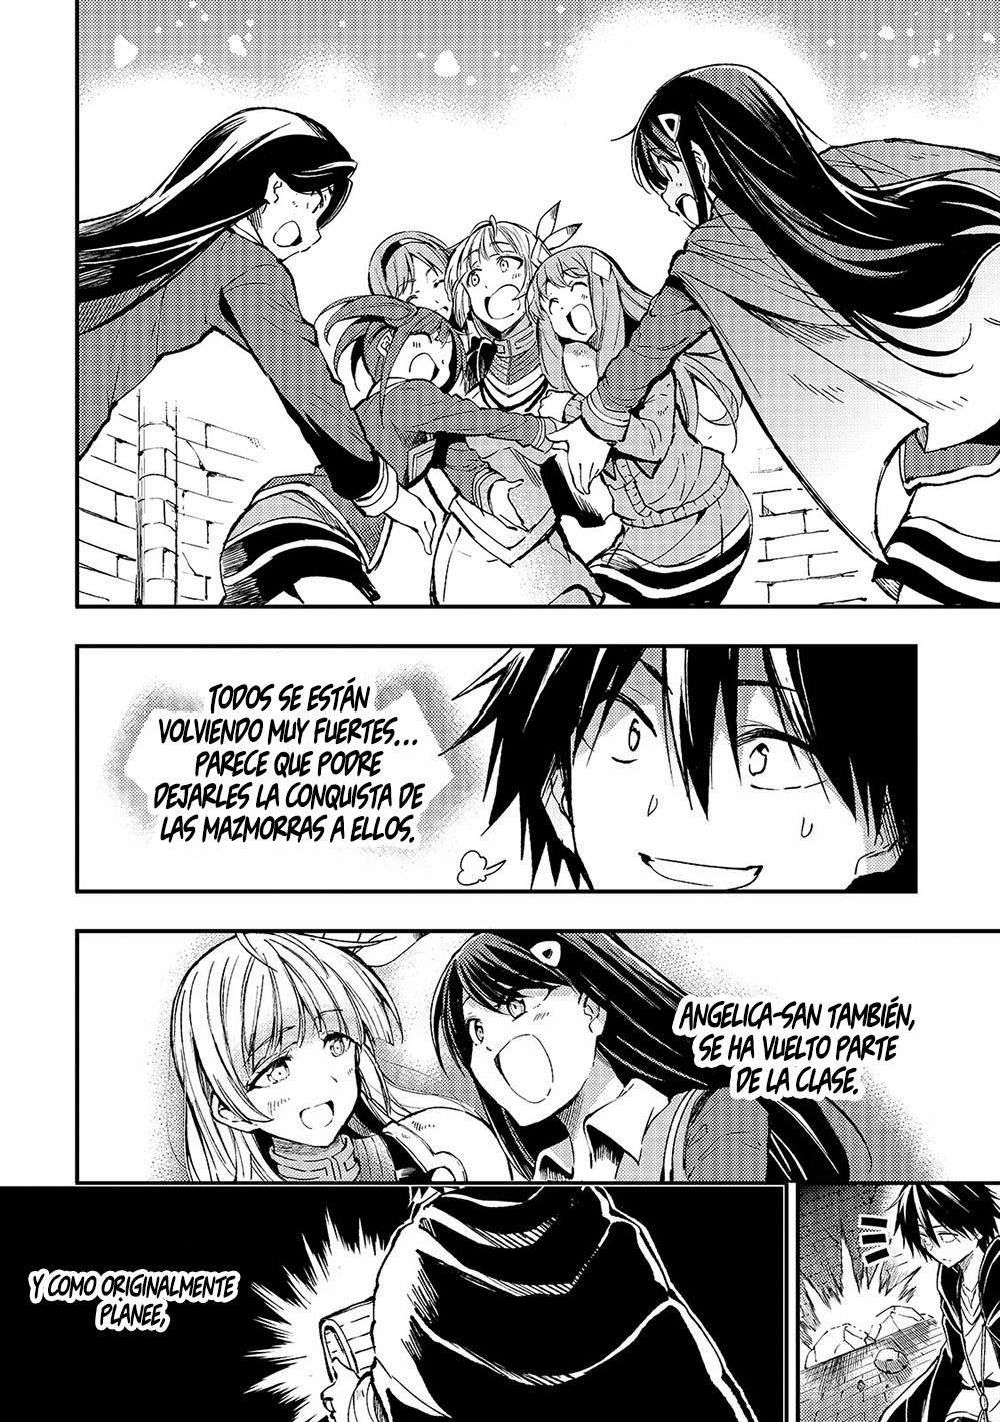 TODOS SE ESTÁN
VOLVIENDO MUY FUERTES...
PARECE QUE PODRE
DEJARLES LA CONQUISTA DE
LAS MAZMORRAS A ELLOS.
ANGELICA-SAN TAMBIÉN,
SE HA VUELTO PARTE
DE LA CLASE.
Y COMO ORIGINALMENTE
PLANEE,